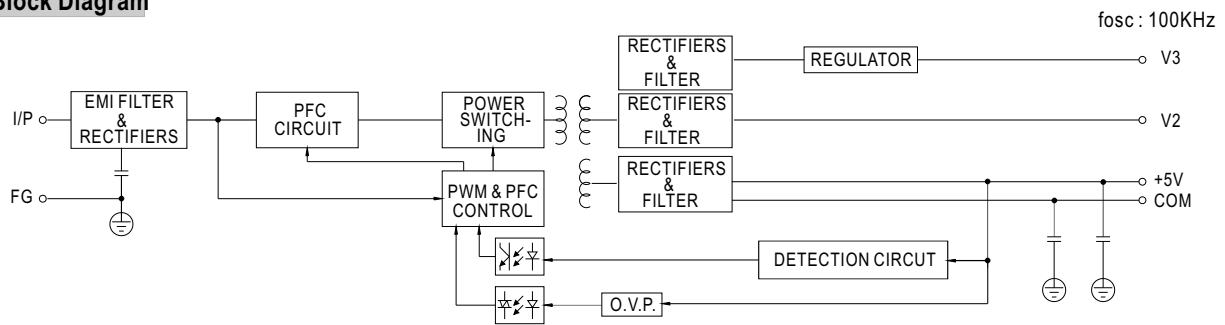 Block Diagram
fosc : 100KHz
RECTIFIERS
&
FILTER
REGULATOR
V3
I/P
EMI FILTER
&
RECTIFIERS
PFC
CIRCUIT
POWER
SWITCH-
ING
RECTIFIERS
&
FILTER
V2
FG
PWM & PFC
CONTROL
RECTIFIERS
&
FILTER
+5V
COM
DETECTION CIRCUT
O.V.P.